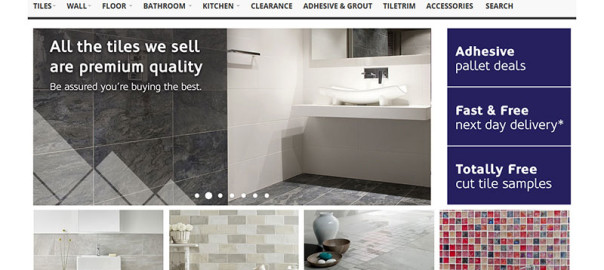 TILES WALL FLOOR BATHROOM KITCHEN CLEARANCE ADHESIVE & GROUT TILETRIM ACCESSORIES SEARCH
All the tiles we sell
are premium quality
Be assured you're buying the best.
Adhesive
pallet deals
Fast & Free
next day delivery*
Totally Free
cut tile samples